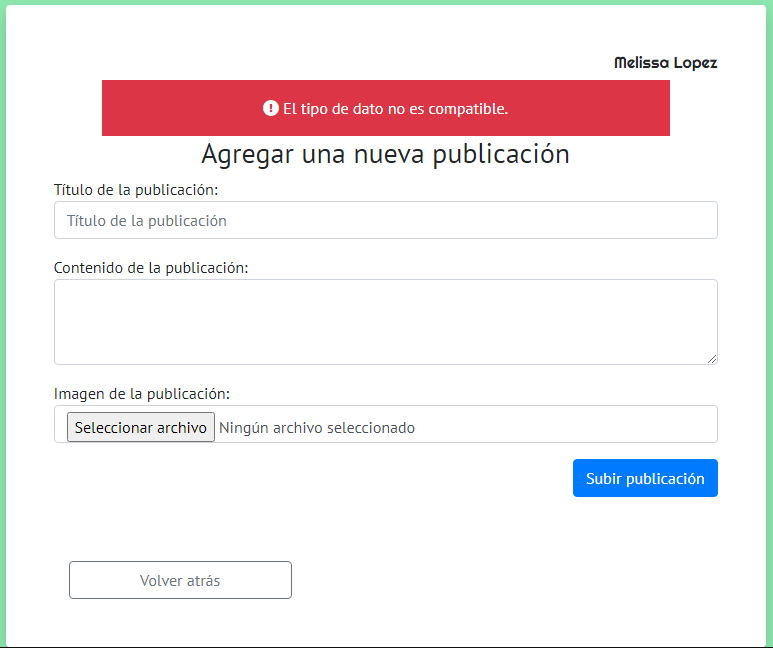 Melissa Lopez
El tipo de dato no es compatible.
Agregar una nueva publicación
Título de la publicación:
Título de la publicación
Contenido de la publicación:
Imagen de la publicación:
Seleccionar archivo Ningún archivo seleccionado
Subir publicación
Volver atrás